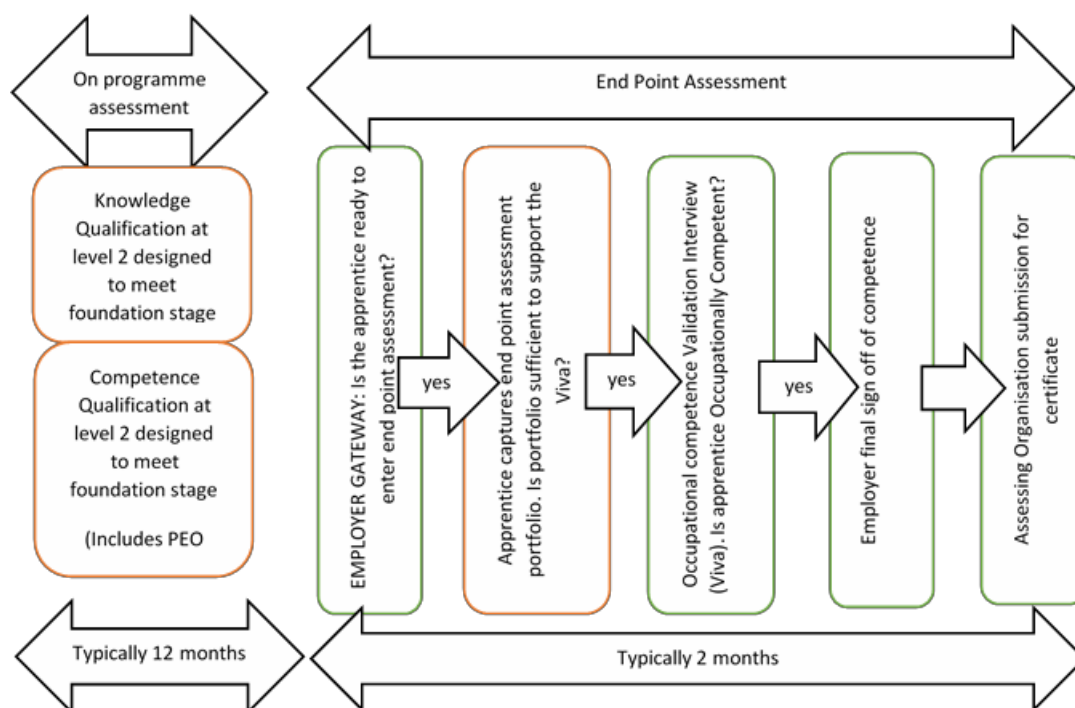 On programme
assessment
End Point Assessment
Knowledge
Qualification at
level 2 designed
to meet
foundation stage
Competence
Qualification at
level 2 designed
to meet
foundation stage
(Includes PEO
EMPLOYER GATEWAY: Is the apprentice ready to
enter end point assessment?
yes
Apprentice captures end point assessment
portfolio. Is portfolio sufficient to support the
Viva?
yes
Occupational competence Validation Interview
(Viva). Is apprentice Occupationally Competent?
yes
Employer final sign off of competence
Assessing Organisation submission for
certificate
Typically 12 months
Typically 2 months